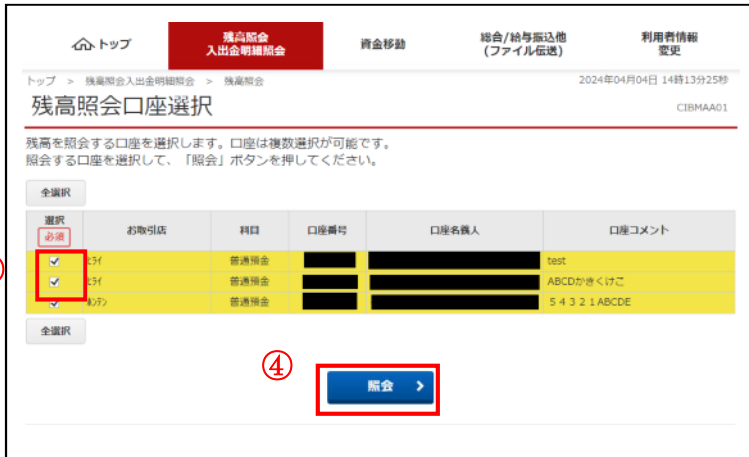 トップ
残高照会
入出金明細照会
資金移動
総合/給与振込他
(ファイル伝送)
利用者情報
変更
トップ > 残高照会入出金明細照会 > 残高照会
2024年04月04日 14時13分25秒
残高照会口座選択
CIBMAA01
残高を照会する口座を選択します。口座は複数選択が可能です。
照会する口座を選択して、「照会」ボタンを押してください。
全選択
選択
必須
お取引店 科目 口座番号 口座名義人 口座コメント
ﾋﾗｲ 普通預金 test
ﾋﾗｲ 普通預金 ABCDかきくけこ
ﾎﾝﾃﾝ 普通預金 ５４３２１ABCDE
全選択
④
照会 >